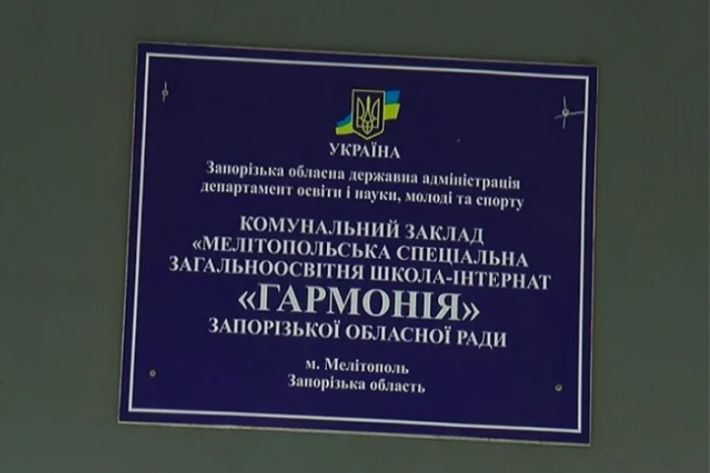 УКРАЇНА
Запорізька обласна державна адміністрація
департамент освіти і науки, молоді та спорту
КОМУНАЛЬНИЙ ЗАКЛАД
«МЕЛІТОПОЛЬСЬКА СПЕЦІАЛЬНА
ЗАГАЛЬНООСВІТНЯ ШКОЛА-ІНТЕРНАТ
«ГАРМОНІЯ»
ЗАПОРІЗЬКОЇ ОБЛАСНОЇ РАДИ
м. Мелітополь
Запорізька область